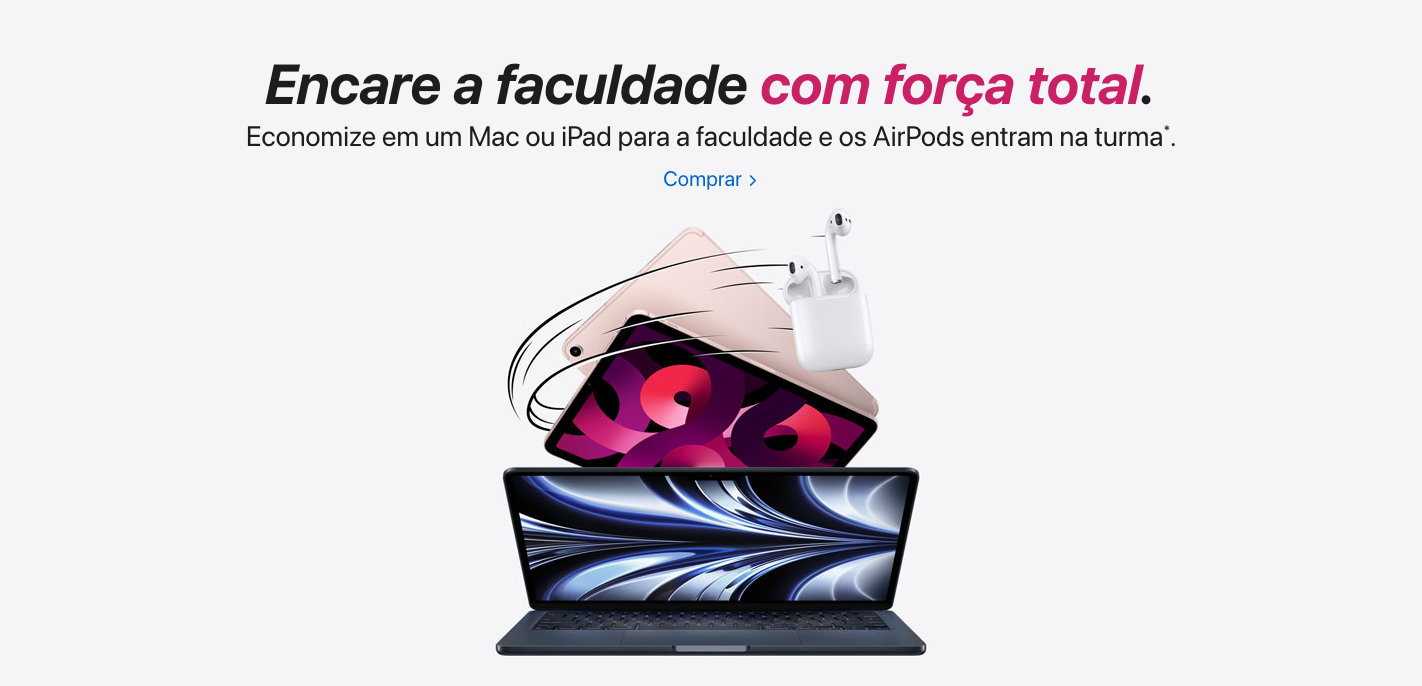 Encare a faculdade com força total.
Economize em um Mac ou iPad para a faculdade e os AirPods entram na turma*.
Comprar >